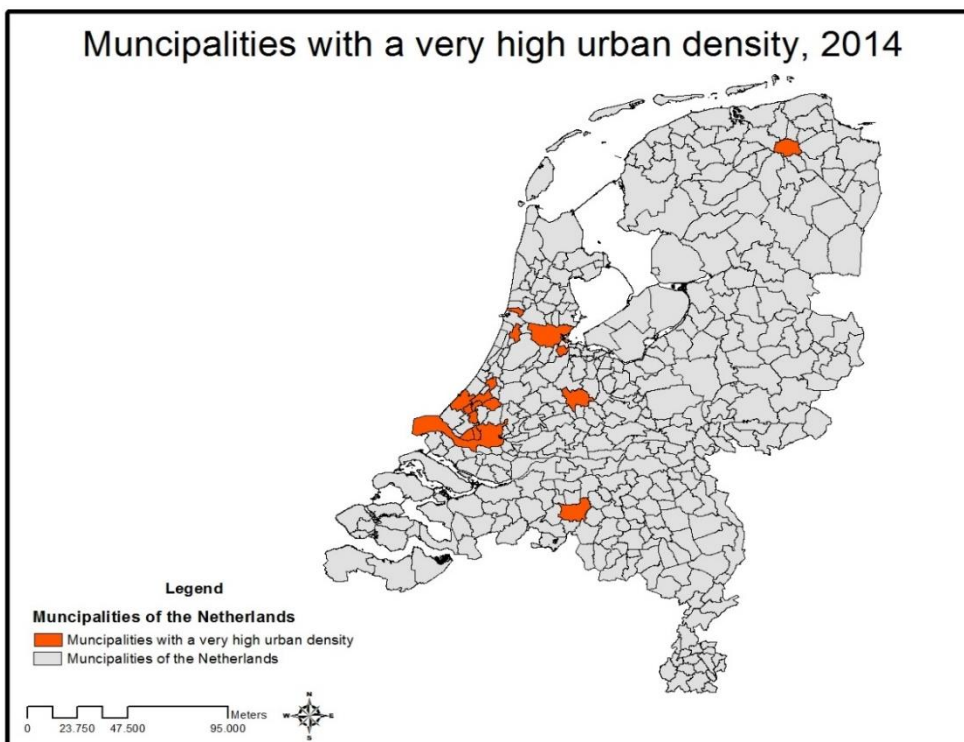 Muncipalities with a very high urban density, 2014
Legend
Muncipalities of the Netherlands
Muncipalities with a very high urban density
Muncipalities of the Netherlands
Meters
0 23.750 47.500 95.000
N
W E
S